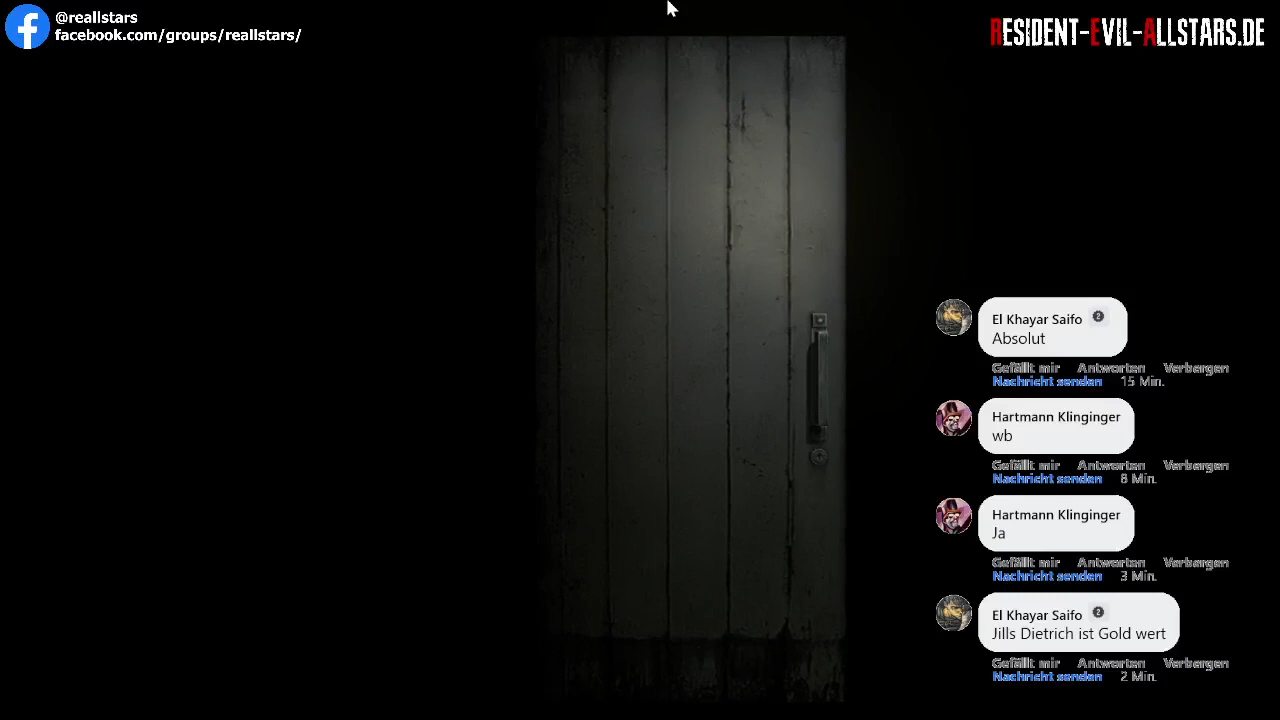 @reallstars
facebook.com/groups/reallstars/
RESIDENT-EVIL-ALLSTARS.DE
El Khayar Saifo 2
Absolut
Gefällt mir Antworten Verbergen
Nachricht senden 15 Min.
Hartmann Klinginger
wb
Gefällt mir Antworten Verbergen
Nachricht senden 8 Min.
Hartmann Klinginger
Ja
Gefällt mir Antworten Verbergen
Nachricht senden 3 Min.
El Khayar Saifo 2
Jills Dietrich ist Gold wert
Gefällt mir Antworten Verbergen
Nachricht senden 2 Min.